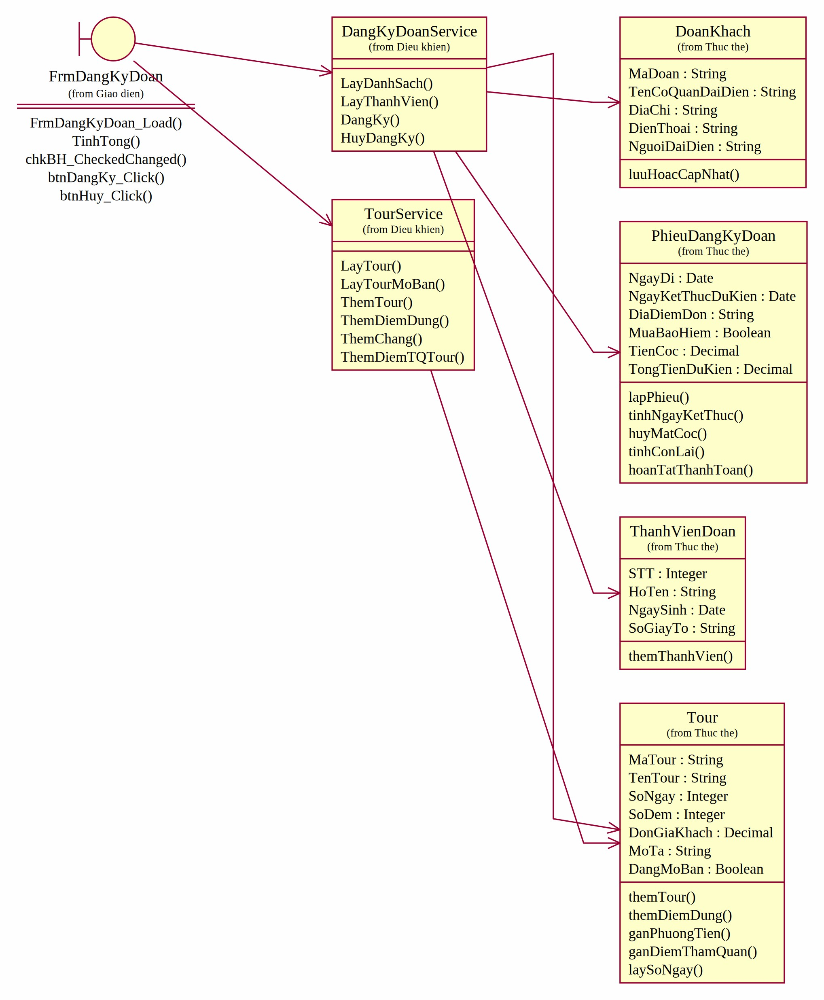 FrmDangKyDoan
(from Giao dien)
FrmDangKyDoan_Load()
TinhTong()
chkBH_CheckedChanged()
btnDangKy_Click()
btnHuy_Click()
DangKyDoanService
(from Dieu khien)
LayDanhSach()
LayThanhVien()
DangKy()
HuyDangKy()
TourService
(from Dieu khien)
LayTour()
LayTourMoBan()
ThemTour()
ThemDiemDung()
ThemChang()
ThemDiemTQTour()
DoanKhach
(from Thuc the)
MaDoan : String
TenCoQuanDaiDien : String
DiaChi : String
DienThoai : String
NguoiDaiDien : String
luuHoacCapNhat()
PhieuDangKyDoan
(from Thuc the)
NgayDi : Date
NgayKetThucDuKien : Date
DiaDiemDon : String
MuaBaoHiem : Boolean
TienCoc : Decimal
TongTienDuKien : Decimal
lapPhieu()
tinhNgayKetThuc()
huyMatCoc()
tinhConLai()
hoanTatThanhToan()
ThanhVienDoan
(from Thuc the)
STT : Integer
HoTen : String
NgaySinh : Date
SoGiayTo : String
themThanhVien()
Tour
(from Thuc the)
MaTour : String
TenTour : String
SoNgay : Integer
SoDem : Integer
DonGiaKhach : Decimal
MoTa : String
DangMoBan : Boolean
themTour()
themDiemDung()
ganPhuongTien()
ganDiemThamQuan()
laySoNgay()